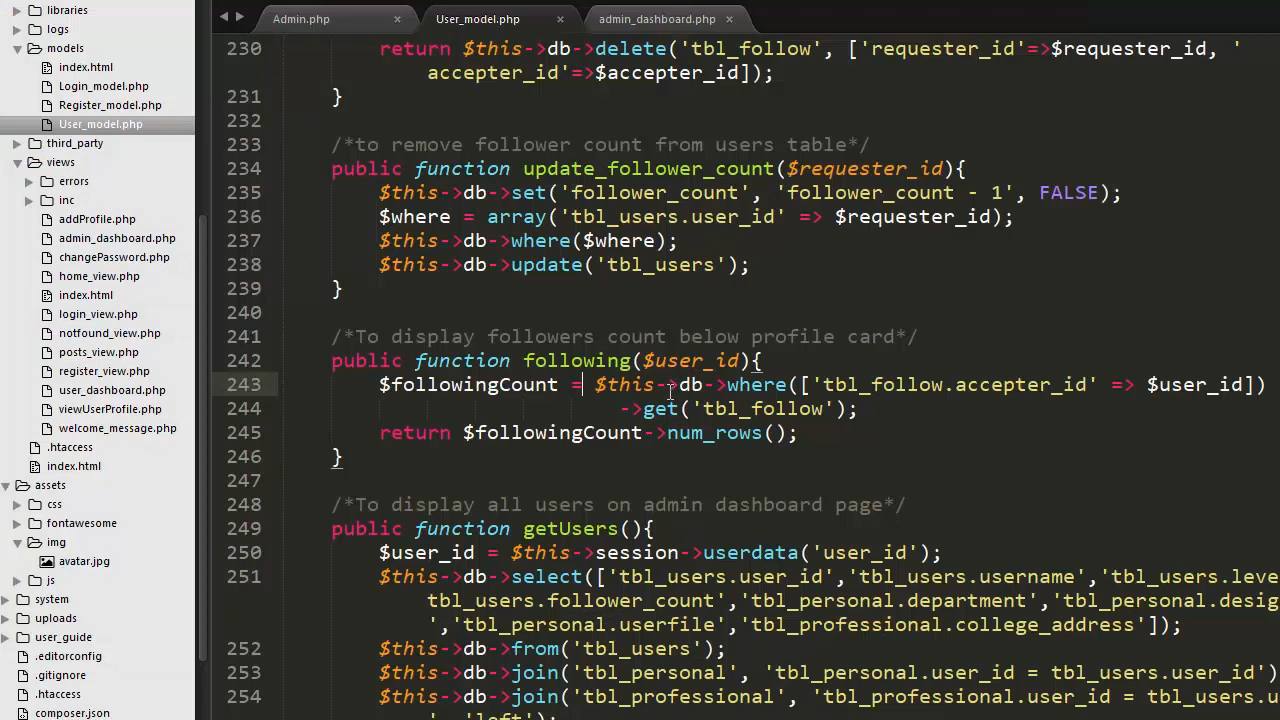 libraries
logs
models
index.html
Login_model.php
Register_model.php
User_model.php
third_party
views
errors
inc
addProfile.php
admin_dashboard.php
changePassword.php
home_view.php
index.html
login_view.php
notfound_view.php
posts_view.php
register_view.php
user_dashboard.php
viewUserProfile.php
welcome_message.php
.htaccess
index.html
assets
css
fontawesome
img
avatar.jpg
js
system
uploads
user_guide
.editorconfig
.gitignore
.htaccess
composer.json
Admin.php × User_model.php × admin_dashboard.php ×
230 return $this->db->delete('tbl_follow', ['requester_id'=>$requester_id, '
accepter_id'=>$accepter_id]);
231 }
232
233 /*to remove follower count from users table*/
234 public function update_follower_count($requester_id){
235 $this->db->set('follower_count', 'follower_count - 1', FALSE);
236 $where = array('tbl_users.user_id' => $requester_id);
237 $this->db->where($where);
238 $this->db->update('tbl_users');
239 }
240
241 /*To display followers count below profile card*/
242 public function following($user_id){
243 $followingCount = $this->db->where(['tbl_follow.accepter_id' => $user_id])
244 ->get('tbl_follow');
245 return $followingCount->num_rows();
246 }
247
248 /*To display all users on admin dashboard page*/
249 public function getUsers(){
250 $user_id = $this->session->userdata('user_id');
251 $this->db->select(['tbl_users.user_id','tbl_users.username','tbl_users.leve
tbl_users.follower_count','tbl_personal.department','tbl_personal.desig
','tbl_personal.userfile','tbl_professional.college_address']);
252 $this->db->from('tbl_users');
253 $this->db->join('tbl_personal', 'tbl_personal.user_id = tbl_users.user_id')
254 $this->db->join('tbl_professional', 'tbl_professional.user_id = tbl_users.u
', 'left');